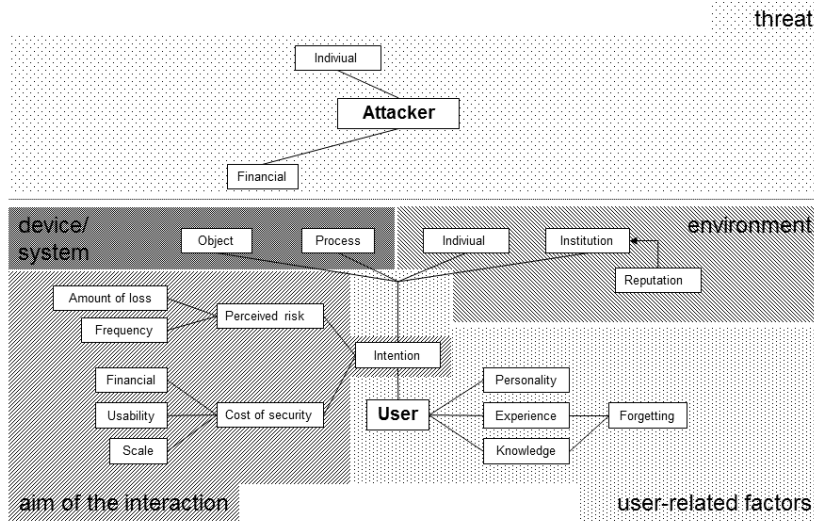 threat
Indiviual
Attacker
Financial
device/
system
environment
Object
Process
Indiviual
Institution
Reputation
Amount of loss
Perceived risk
Frequency
Intention
Financial
Personality
Usability
Cost of security
User
Experience
Forgetting
Scale
Knowledge
aim of the interaction
user-related factors